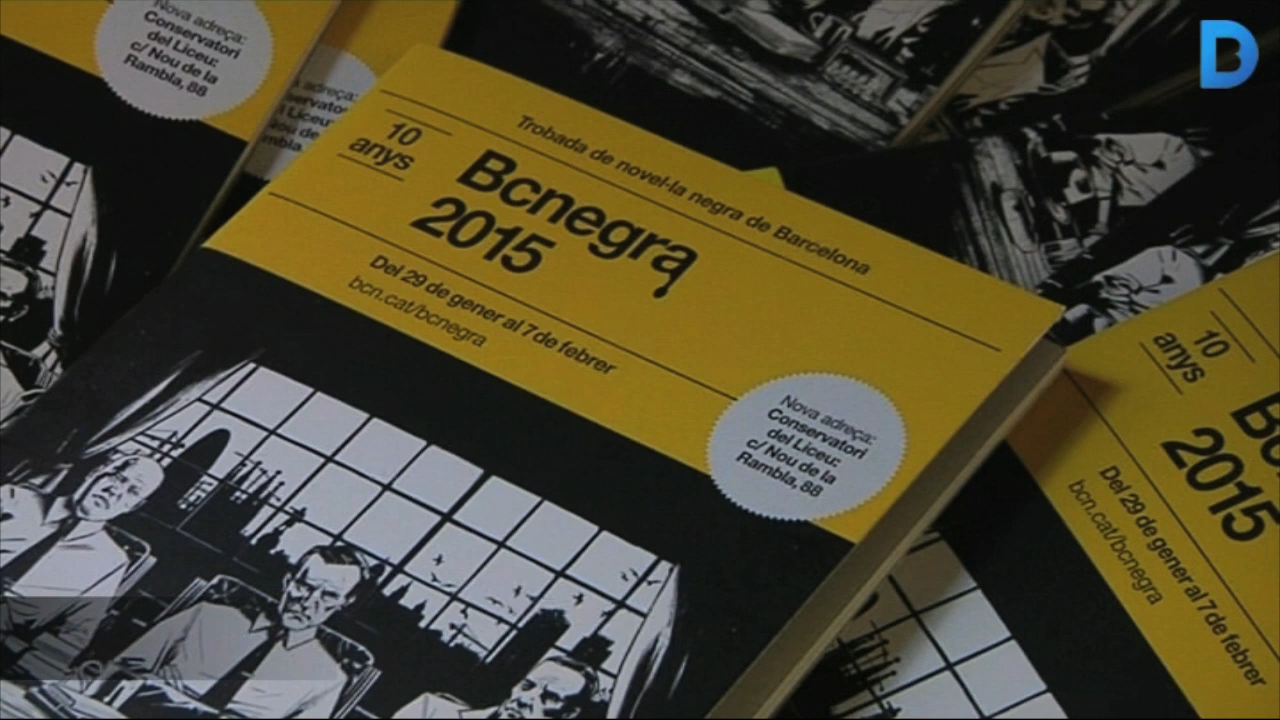 Nova adreça:
Conservatori
del Liceu:
c/ Nou de la
Rambla, 88
adreça:
10
anys
Trobada de novel·la negra de Barcelona
Bcnegra
2015
Del 29 de gener al 7 de febrer
bcn.cat/bcnegra
Nova adreça:
Conservatori
del Liceu:
c/ Nou de la
Rambla, 88
10
anys
2015
Del 29 de gener al 7 de febrer
bcn.cat/bcnegra
B